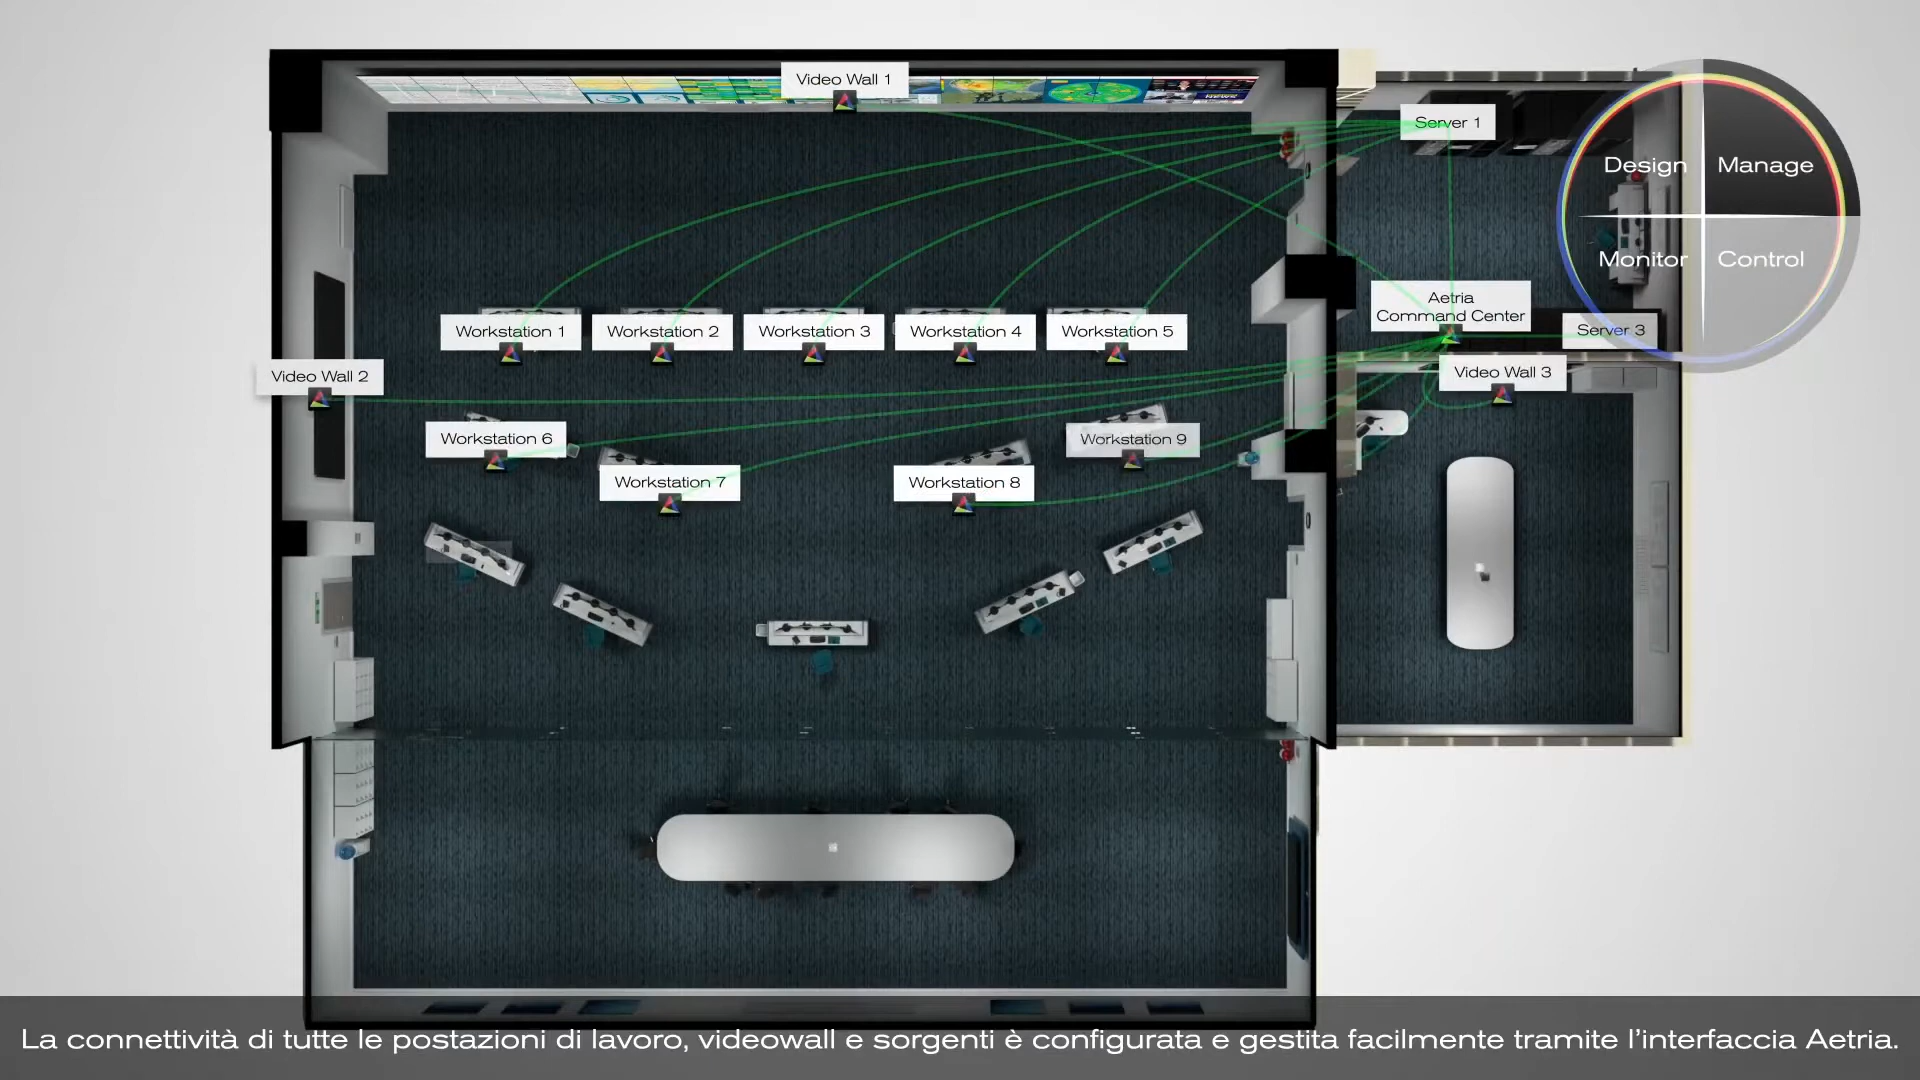 Video Wall 1
Server 1
Design
Manage
Monitor
Control
Aetria
Command Center
Server 3
Workstation 1
Workstation 2
Workstation 3
Workstation 4
Workstation 5
Video Wall 2
Video Wall 3
Workstation 6
Workstation 9
Workstation 7
Workstation 8
La connettività di tutte le postazioni di lavoro, videowall e sorgenti è configurata e gestita facilmente tramite l'interfaccia Aetria.